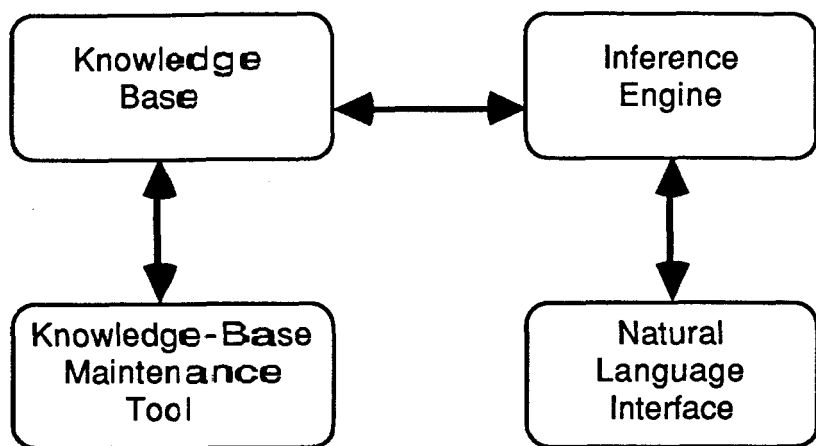 Knowledge
Base
Inference
Engine
Knowledge-Base
Maintenance
Tool
Natural
Language
Interface